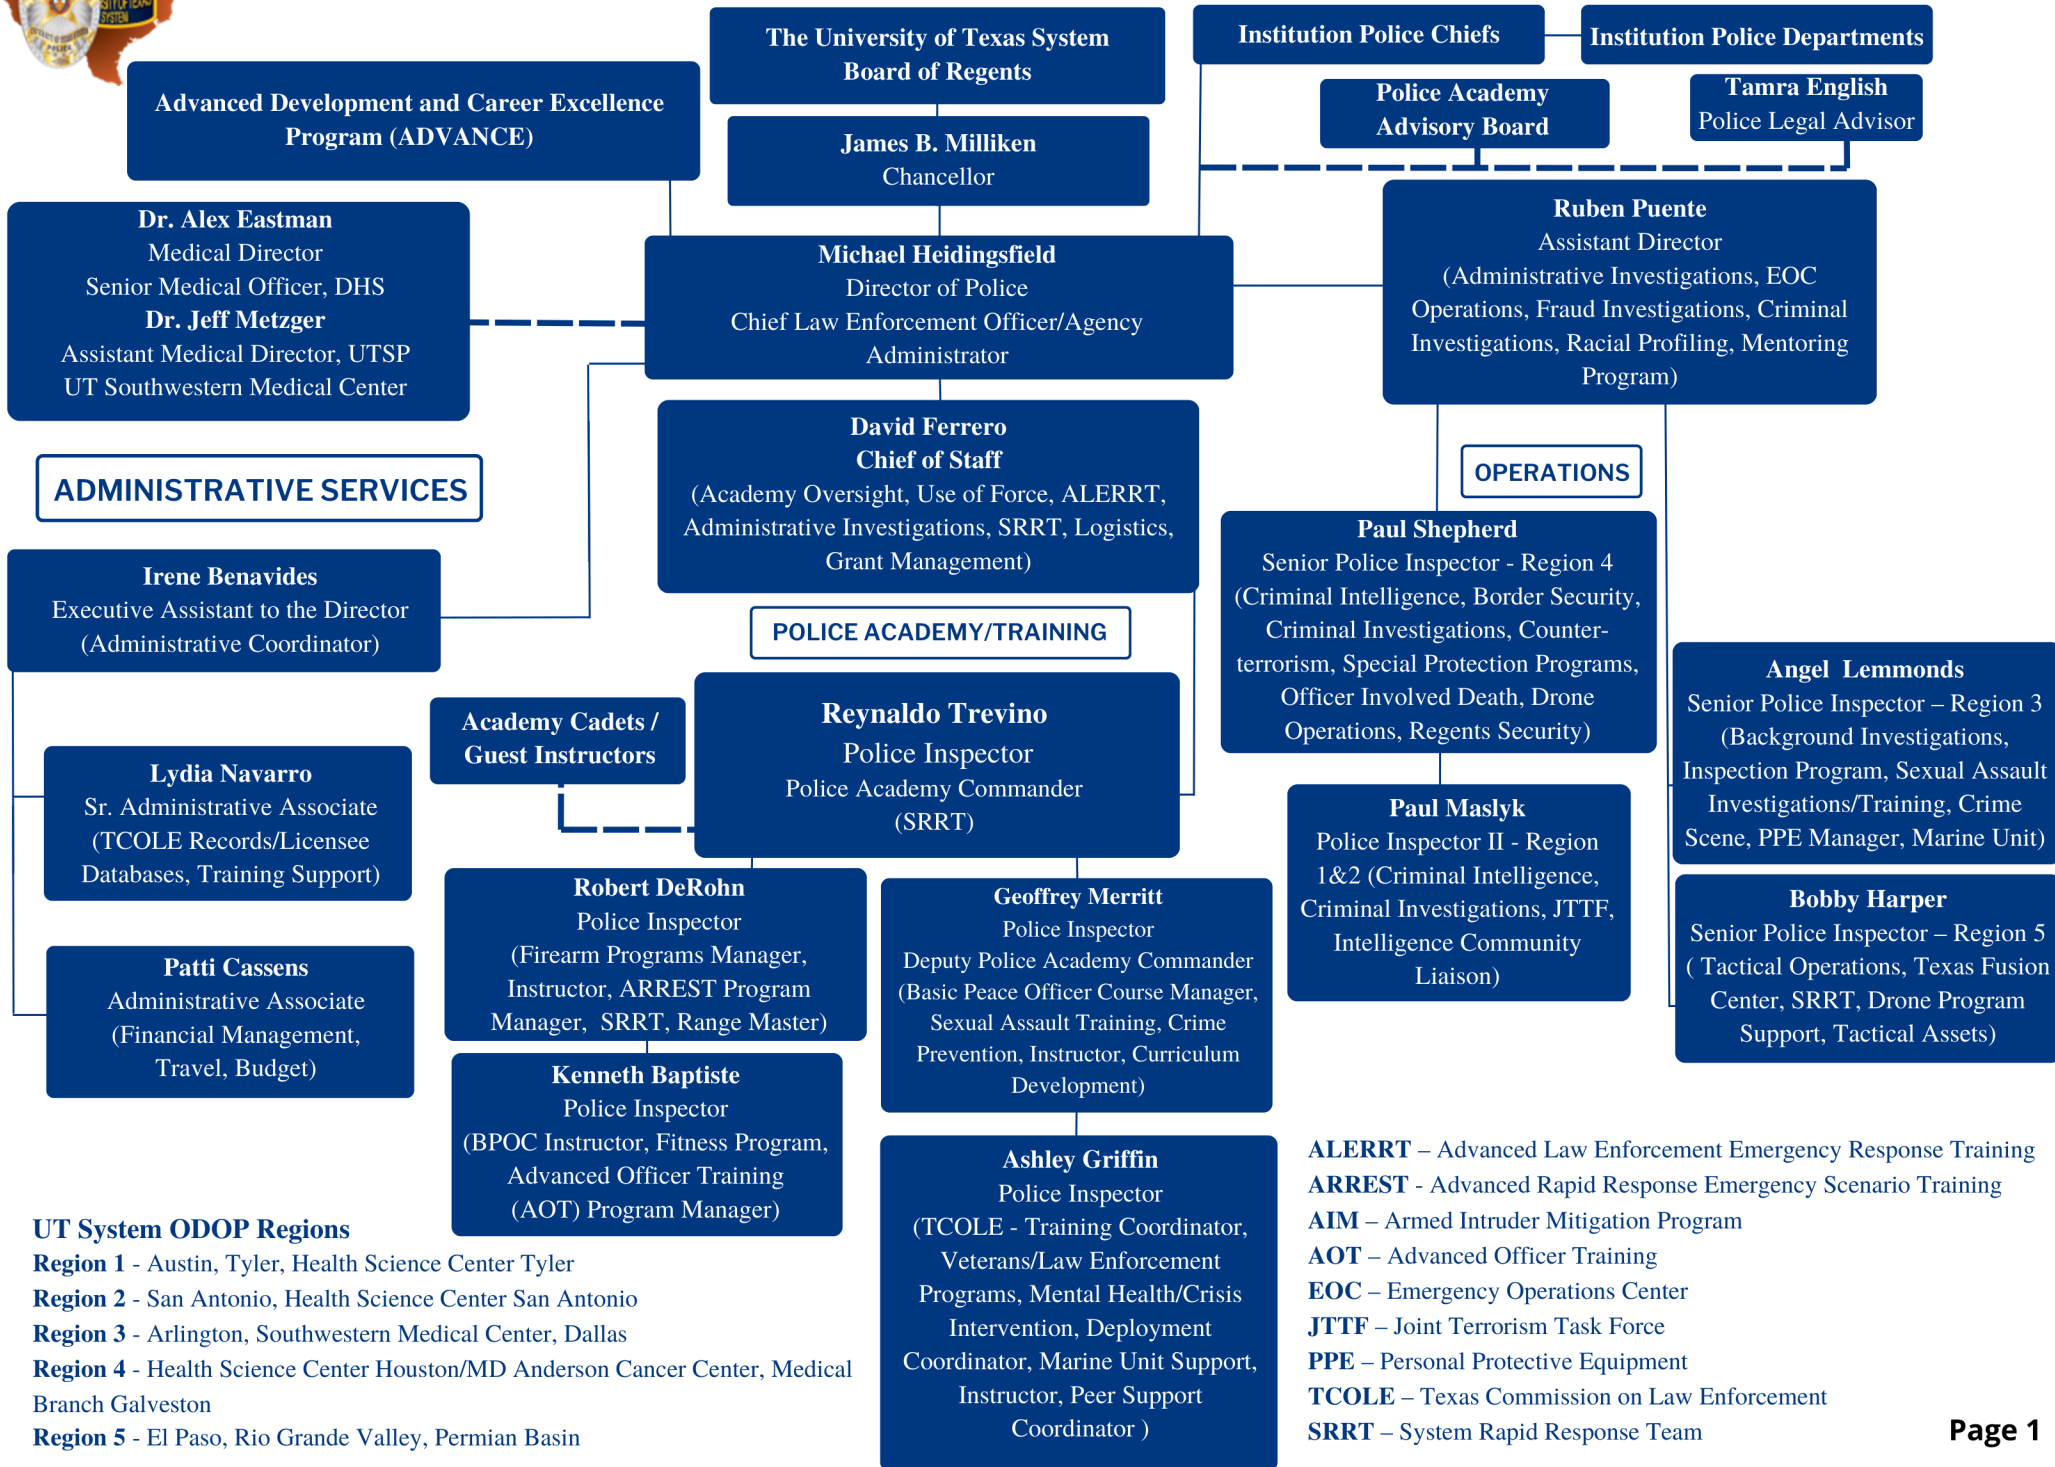 SITY OF TEXAS
SYSTEM
POLICE
The University of Texas System
Board of Regents
Institution Police Chiefs
Institution Police Departments
Advanced Development and Career Excellence
Program (ADVANCE)
James B. Milliken
Chancellor
Police Academy
Advisory Board
Tamra English
Police Legal Advisor
Dr. Alex Eastman
Medical Director
Senior Medical Officer, DHS
Dr. Jeff Metzger
Assistant Medical Director, UTSP
UT Southwestern Medical Center
Michael Heidingsfield
Director of Police
Chief Law Enforcement Officer/Agency
Administrator
Ruben Puente
Assistant Director
(Administrative Investigations, EOC
Operations, Fraud Investigations, Criminal
Investigations, Racial Profiling, Mentoring
Program)
David Ferrero
Chief of Staff
(Academy Oversight, Use of Force, ALERRT,
Administrative Investigations, SRRT, Logistics,
Grant Management)
ADMINISTRATIVE SERVICES
OPERATIONS
Irene Benavides
Executive Assistant to the Director
(Administrative Coordinator)
POLICE ACADEMY/TRAINING
Paul Shepherd
Senior Police Inspector - Region 4
(Criminal Intelligence, Border Security,
Criminal Investigations, Counter-
terrorism, Special Protection Programs,
Officer Involved Death, Drone
Operations, Regents Security)
Angel  Lemmonds
Senior Police Inspector – Region 3
(Background Investigations,
Inspection Program, Sexual Assault
Investigations/Training, Crime
Scene, PPE Manager, Marine Unit)
Academy Cadets /
Guest Instructors
Reynaldo Trevino
Police Inspector
Police Academy Commander
(SRRT)
Lydia Navarro
Sr. Administrative Associate
(TCOLE Records/Licensee
Databases, Training Support)
Paul Maslyk
Police Inspector II - Region
1&2 (Criminal Intelligence,
Criminal Investigations, JTTF,
Intelligence Community
Liaison)
Bobby Harper
Senior Police Inspector – Region 5
( Tactical Operations, Texas Fusion
Center, SRRT, Drone Program
Support, Tactical Assets)
Robert DeRohn
Police Inspector
(Firearm Programs Manager,
Instructor, ARREST Program
Manager,  SRRT, Range Master)
Geoffrey Merritt
Police Inspector
Deputy Police Academy Commander
(Basic Peace Officer Course Manager,
Sexual Assault Training, Crime
Prevention, Instructor, Curriculum
Development)
Patti Cassens
Administrative Associate
(Financial Management,
Travel, Budget)
Kenneth Baptiste
Police Inspector
(BPOC Instructor, Fitness Program,
Advanced Officer Training
(AOT) Program Manager)
Ashley Griffin
Police Inspector
(TCOLE - Training Coordinator,
Veterans/Law Enforcement
Programs, Mental Health/Crisis
Intervention, Deployment
Coordinator, Marine Unit Support,
Instructor, Peer Support
Coordinator )
UT System ODOP Regions
Region 1 - Austin, Tyler, Health Science Center Tyler
Region 2 - San Antonio, Health Science Center San Antonio
Region 3 - Arlington, Southwestern Medical Center, Dallas
Region 4 - Health Science Center Houston/MD Anderson Cancer Center, Medical
Branch Galveston
Region 5 - El Paso, Rio Grande Valley, Permian Basin
ALERRT – Advanced Law Enforcement Emergency Response Training
ARREST - Advanced Rapid Response Emergency Scenario Training
AIM – Armed Intruder Mitigation Program
AOT – Advanced Officer Training
EOC – Emergency Operations Center
JTTF – Joint Terrorism Task Force
PPE – Personal Protective Equipment
TCOLE – Texas Commission on Law Enforcement
SRRT – System Rapid Response Team
Page 1